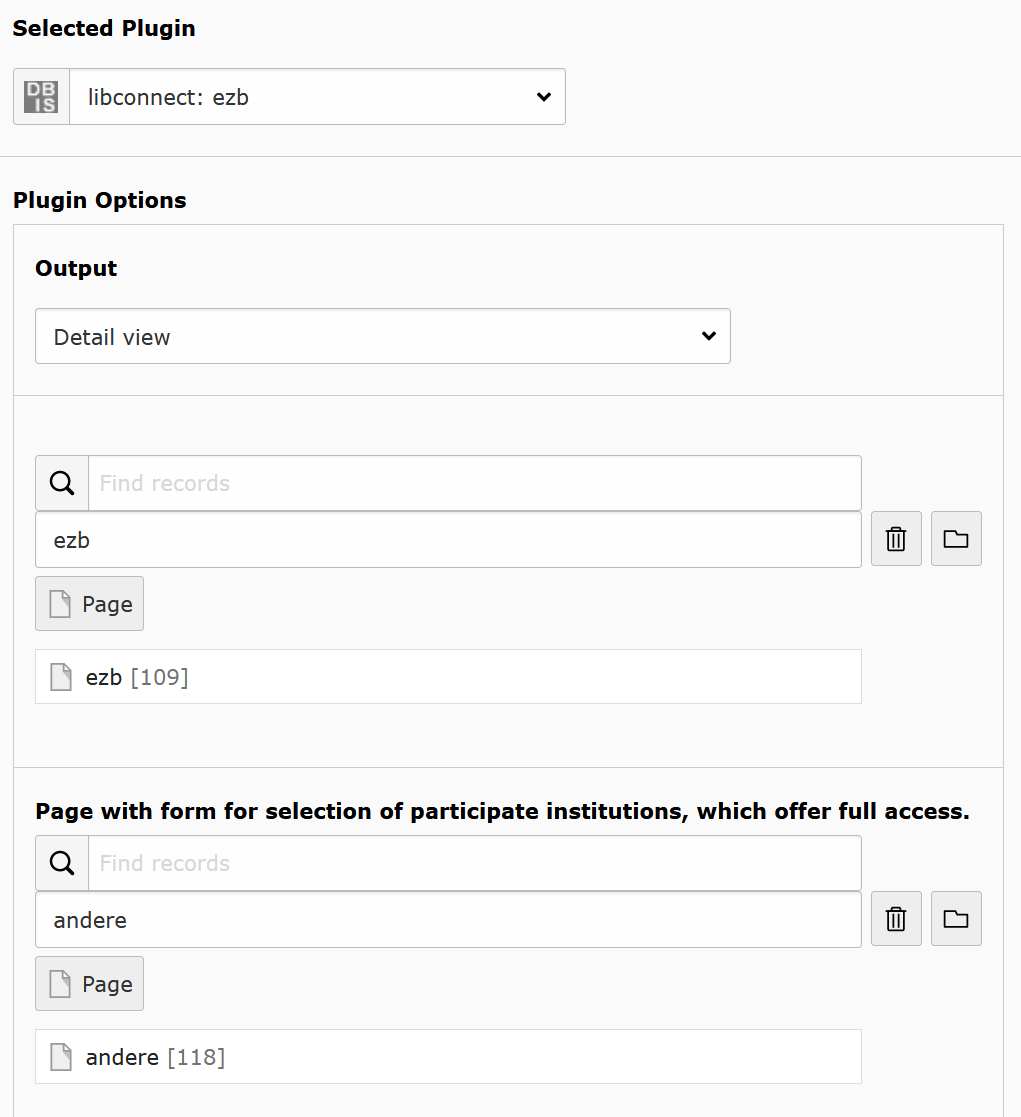 Selected Plugin
DB
IS
libconnect: ezb
Plugin Options
Output
Detail view
Find records
ezb
Page
ezb [109]
Page with form for selection of participate institutions, which offer full access.
Find records
andere
Page
andere [118]